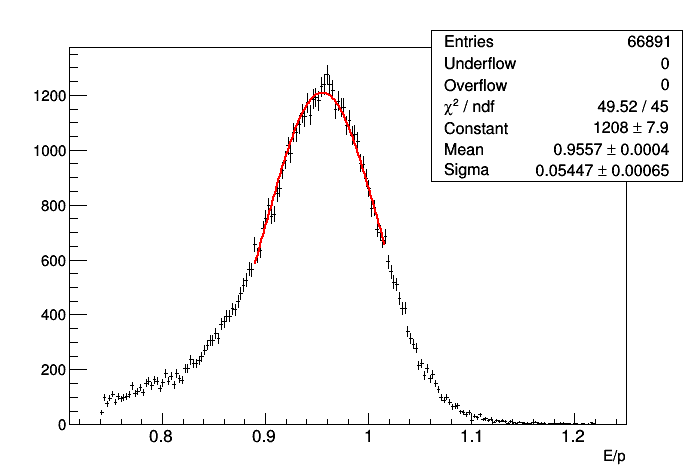 Entries 66891
Underflow 0
Overflow 0
χ² / ndf 49.52 / 45
Constant 1208 ± 7.9
Mean 0.9557 ± 0.0004
Sigma 0.05447 ± 0.00065
1200
1000
800
600
400
200
0
0.8 0.9 1 1.1 1.2
E/p